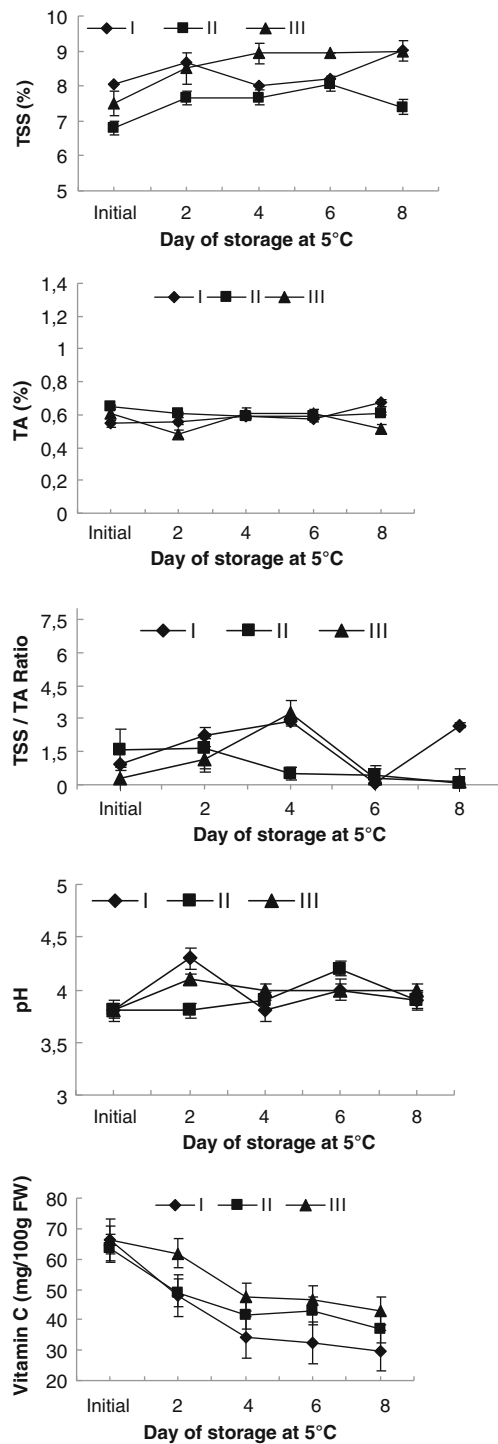 I II III
TSS (%)
10
9
8
7
6
5
Initial 2 4 6 8
Day of storage at 5°C
I II III
TA (%)
1,4
1,2
1
0,8
0,6
0,4
0,2
0
Initial 2 4 6 8
Day of storage at 5°C
I II III
TSS / TA Ratio
7,5
6
4,5
3
1,5
0
Initial 2 4 6 8
Day of storage at 5°C
I II III
pH
5
4,5
4
3,5
3
Initial 2 4 6 8
Day of storage at 5°C
I II III
Vitamin C (mg/100g FW)
80
70
60
50
40
30
20
Initial 2 4 6 8
Day of storage at 5°C